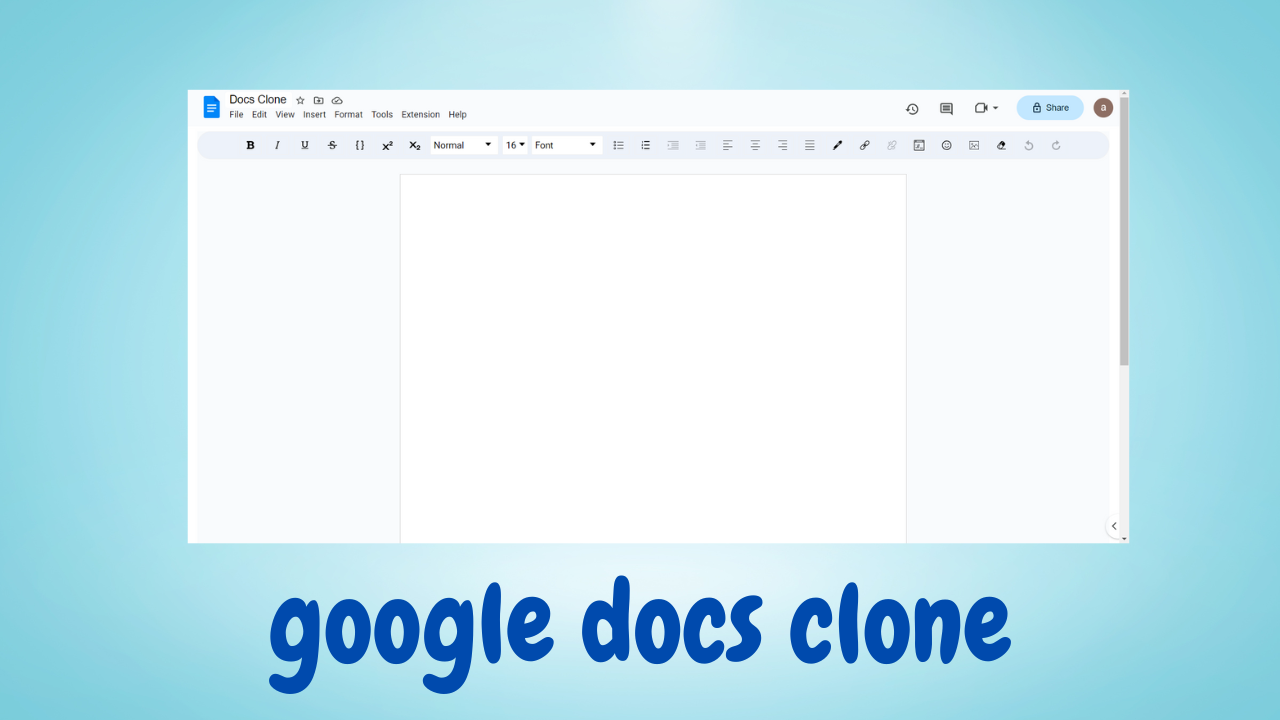 Docs Clone
File Edit View Insert Format Tools Extension Help
Share
a
B I U S { } X² X₂ Normal 16 Font
google docs clone